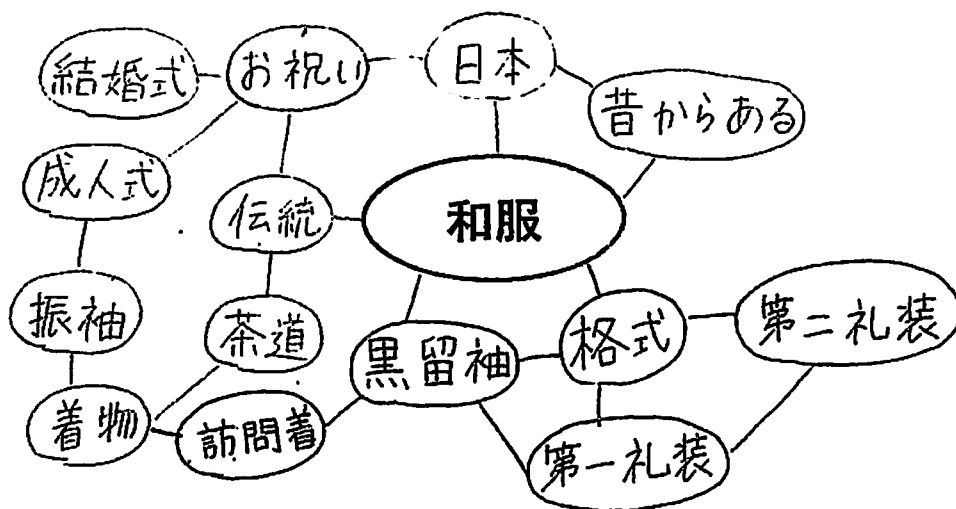 結婚式
お祝い
日本
昔からある
成人式
伝統
和服
振袖
茶道
黒留袖
格式
第二礼装
着物
訪問着
第一礼装